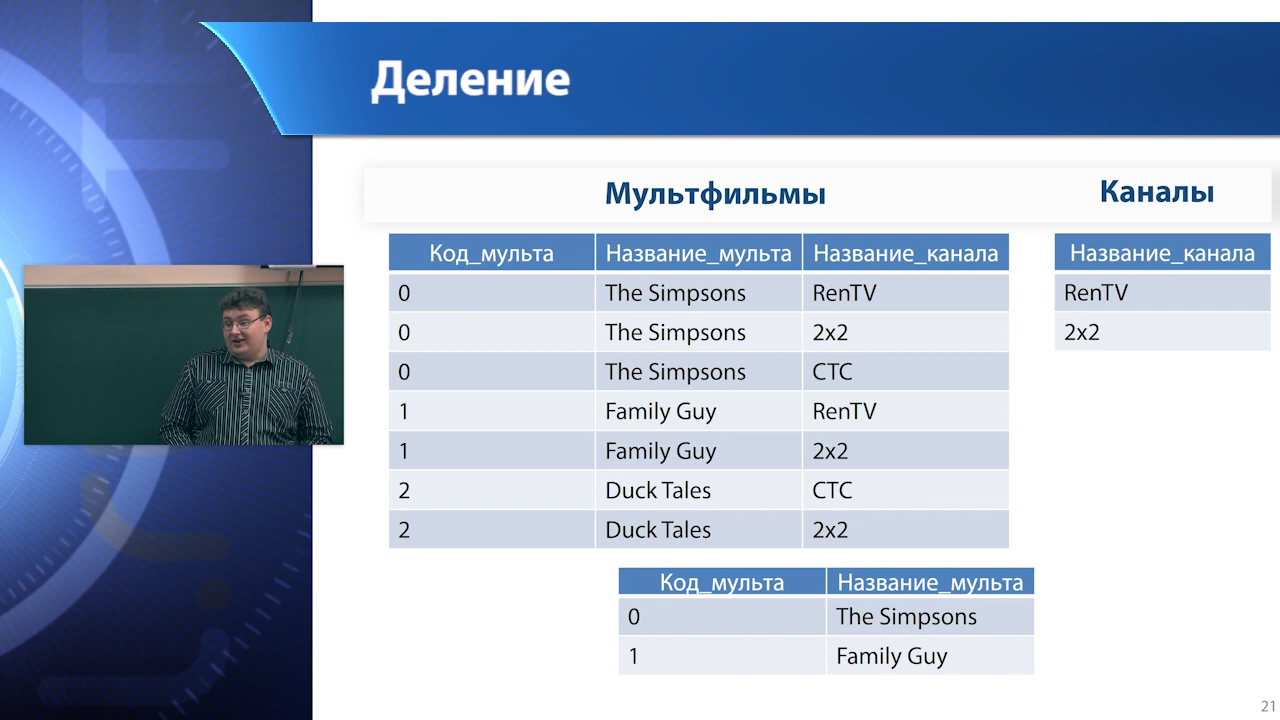 Деление
Мультфильмы Каналы
Код_мульта Название_мульта Название_канала Название_канала
0 The Simpsons RenTV RenTV
0 The Simpsons 2x2 2x2
0 The Simpsons СТС
1 Family Guy RenTV
1 Family Guy 2x2
2 Duck Tales СТС
2 Duck Tales 2x2
Код_мульта Название_мульта
0 The Simpsons
1 Family Guy
21